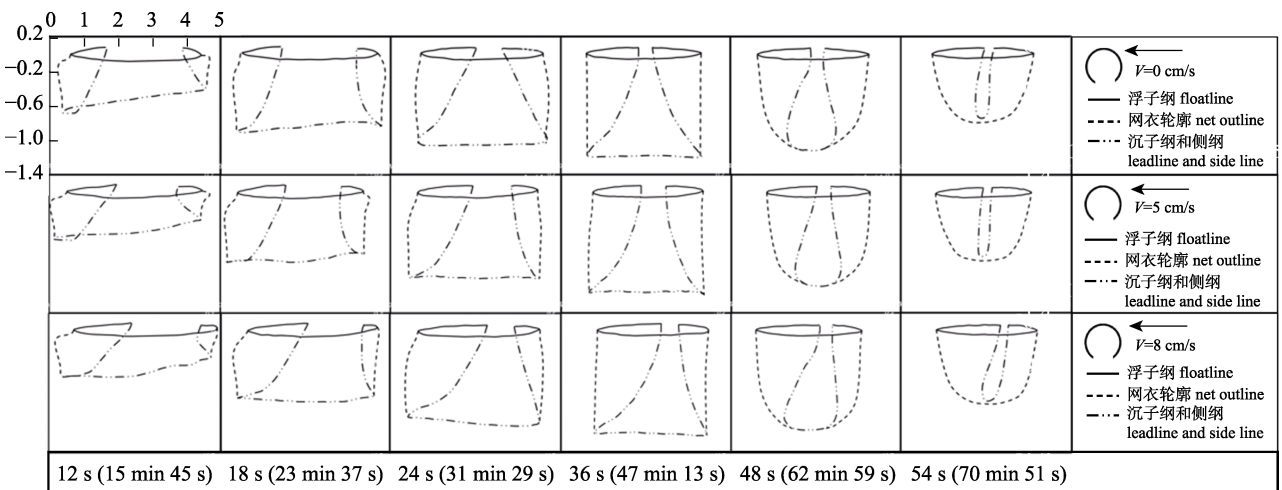 0 1 2 3 4 5
0.2
−0.2
−0.6
−1.0
−1.4
V=0 cm/s
浮子纲 floatline
网衣轮廓 net outline
沉子纲和侧纲
leadline and side line
V=5 cm/s
浮子纲 floatline
网衣轮廓 net outline
沉子纲和侧纲
leadline and side line
V=8 cm/s
浮子纲 floatline
网衣轮廓 net outline
沉子纲和侧纲
leadline and side line
12 s (15 min 45 s) 18 s (23 min 37 s) 24 s (31 min 29 s) 36 s (47 min 13 s) 48 s (62 min 59 s) 54 s (70 min 51 s)